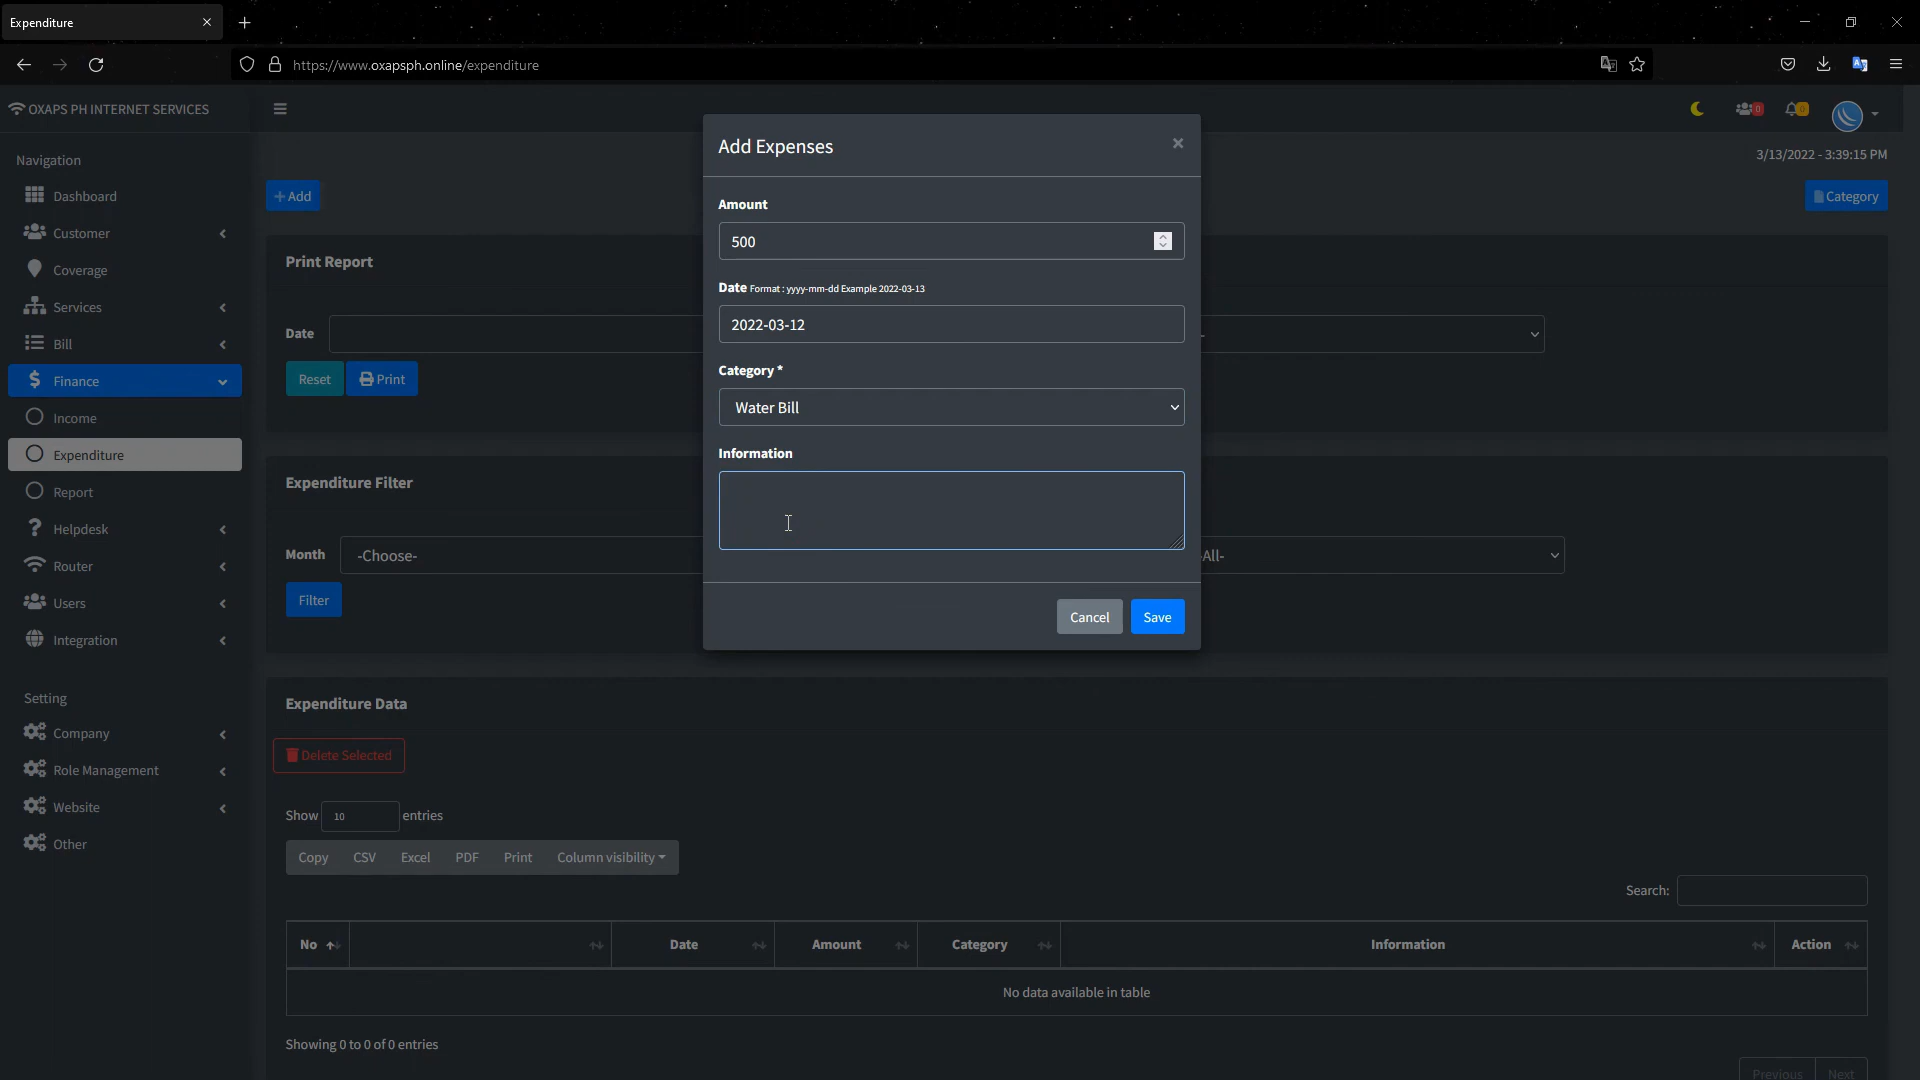 Expenditure
https://www.oxapsph.online/expenditure
OXAPS PH INTERNET SERVICES
0
0
3/13/2022 - 3:39:15 PM
Navigation
Dashboard
Customer
Coverage
Services
Bill
Finance
Income
Expenditure
Report
Helpdesk
Router
Users
Integration
Setting
Company
Role Management
Website
Other
+ Add
Category
Print Report
Date
-
Reset
Print
Expenditure Filter
Month
-Choose-
All-
Filter
Add Expenses
×
Amount
500
Date Format : yyyy-mm-dd Example 2022-03-13
2022-03-12
Category *
Water Bill
Information
Cancel
Save
Expenditure Data
Delete Selected
Show 10 entries
Copy CSV Excel PDF Print Column visibility
Search:
No Date Amount Category Information Action
No data available in table
Showing 0 to 0 of 0 entries
Previous Next